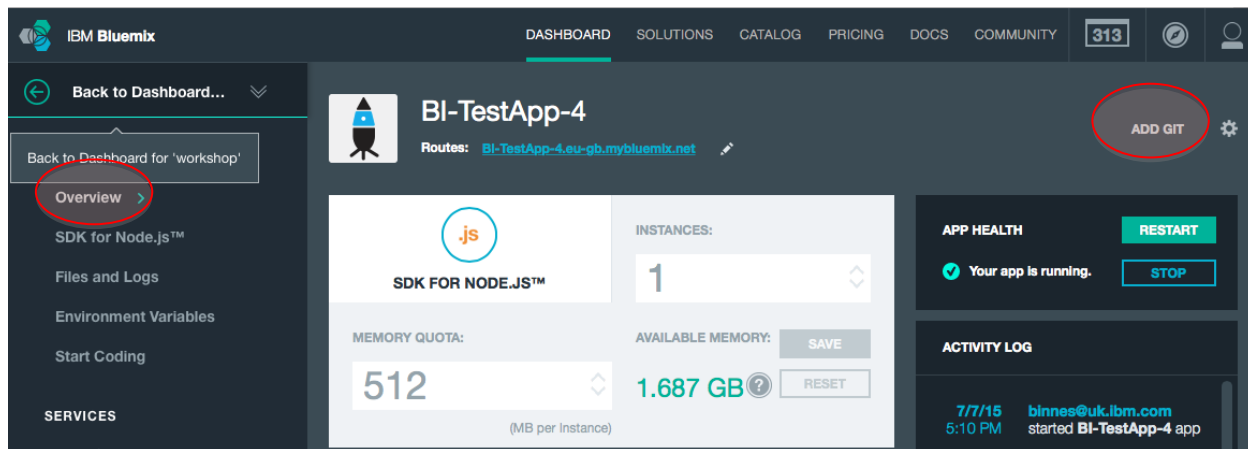 IBM Bluemix
DASHBOARD SOLUTIONS CATALOG PRICING DOCS COMMUNITY 313
Back to Dashboard...
Back to Dashboard for 'workshop'
Overview >
SDK for Node.js™
Files and Logs
Environment Variables
Start Coding
SERVICES
BI-TestApp-4
Routes: BI-TestApp-4.eu-gb.mybluemix.net
ADD GIT
.js
SDK FOR NODE.JS™
INSTANCES:
1
MEMORY QUOTA:
512
(MB per Instance)
AVAILABLE MEMORY:
1.687 GB ?
SAVE
RESET
APP HEALTH
RESTART
Your app is running.
STOP
ACTIVITY LOG
7/7/15 binnes@uk.ibm.com
5:10 PM started BI-TestApp-4 app